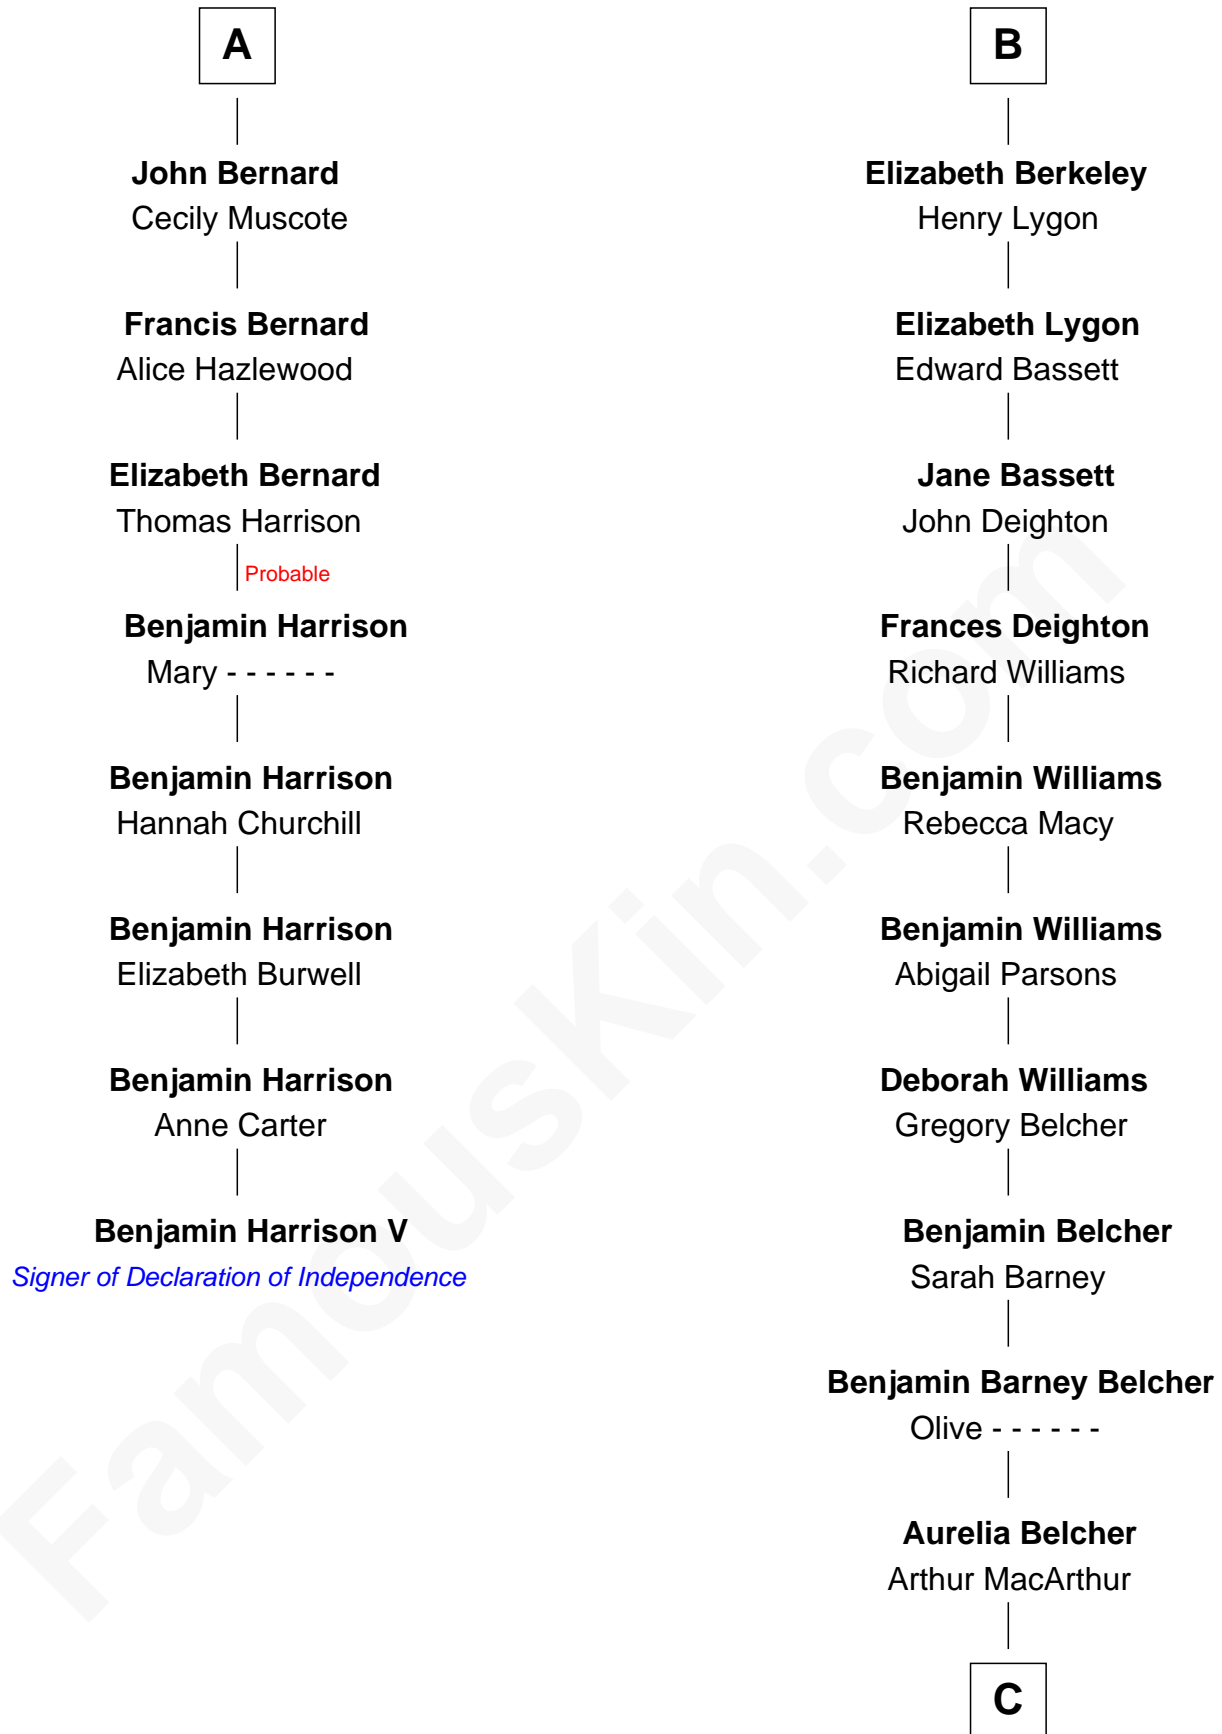 A
John Bernard
Cecily Muscote
Francis Bernard
Alice Hazlewood
Elizabeth Bernard
Thomas Harrison
Probable
Benjamin Harrison
Mary - - - - - -
Benjamin Harrison
Hannah Churchill
Benjamin Harrison
Elizabeth Burwell
Benjamin Harrison
Anne Carter
Benjamin Harrison V
Signer of Declaration of Independence
B
Elizabeth Berkeley
Henry Lygon
Elizabeth Lygon
Edward Bassett
Jane Bassett
John Deighton
Frances Deighton
Richard Williams
Benjamin Williams
Rebecca Macy
Benjamin Williams
Abigail Parsons
Deborah Williams
Gregory Belcher
Benjamin Belcher
Sarah Barney
Benjamin Barney Belcher
Olive - - - - - -
Aurelia Belcher
Arthur MacArthur
C
FamousKin.com